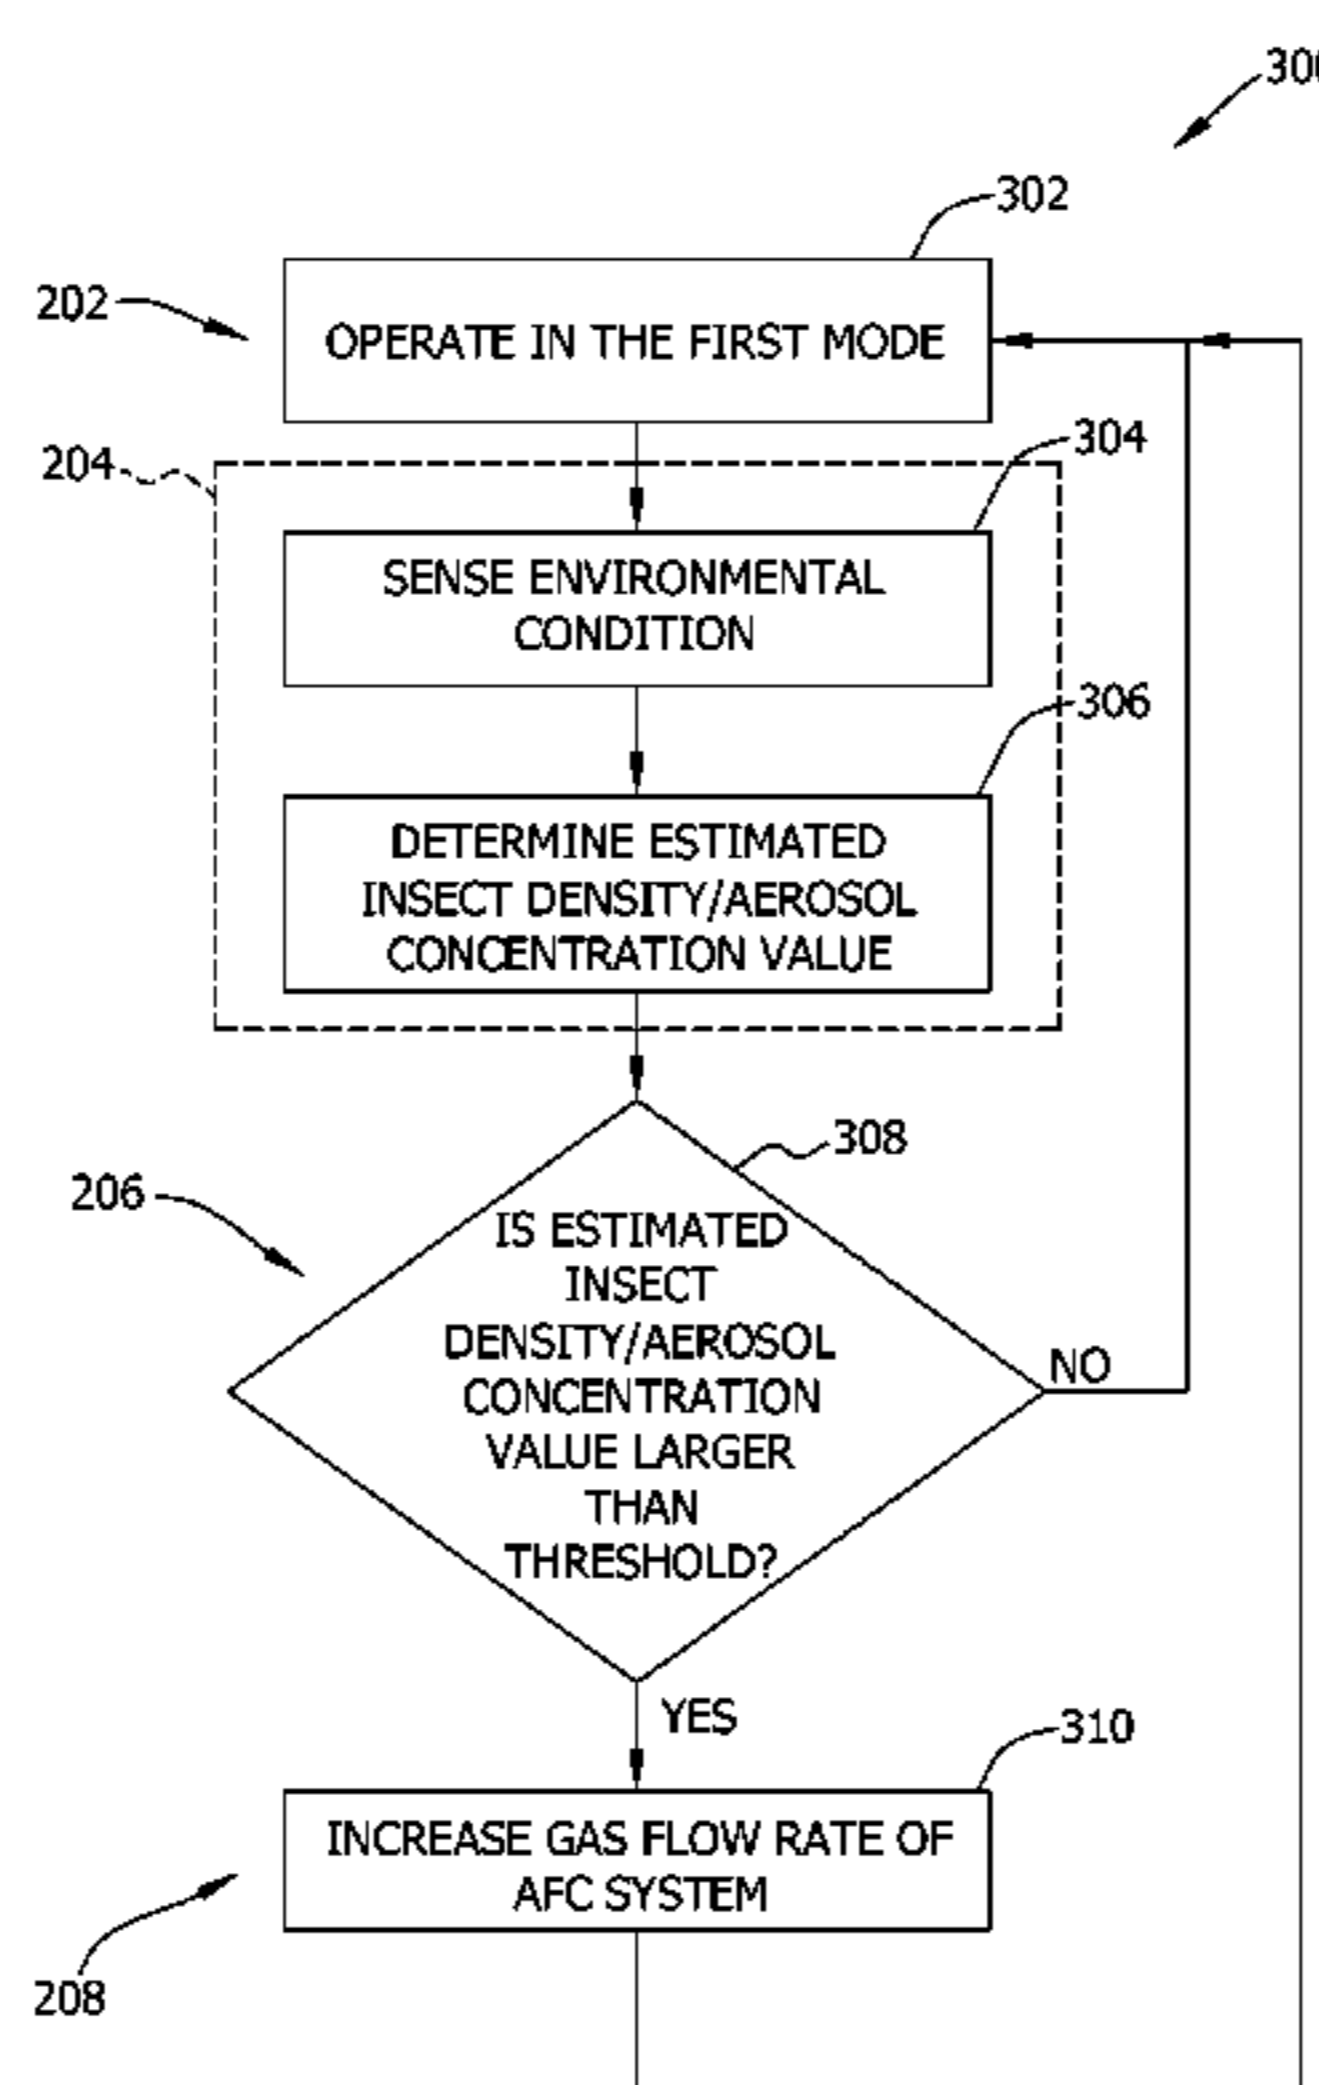 302
202
OPERATE IN THE FIRST MODE
304
204
SENSE ENVIRONMENTAL
CONDITION
306
DETERMINE ESTIMATED
INSECT DENSITY/AEROSOL
CONCENTRATION VALUE
308
206
IS ESTIMATED
INSECT
DENSITY/AEROSOL
CONCENTRATION
VALUE LARGER
THAN
THRESHOLD?
NO
YES
310
INCREASE GAS FLOW RATE OF
AFC SYSTEM
208